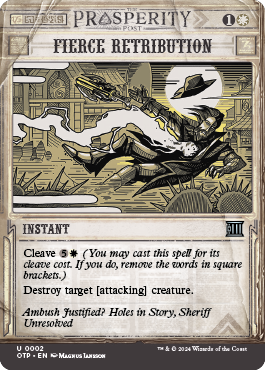 THE
PROSPERITY
POST
1
FIERCE RETRIBUTION
INSTANT
Cleave 5 (You may cast this spell for its
cleave cost. If you do, remove the words in square
brackets.)
Destroy target [attacking] creature.
Ambush Justified? Holes in Story, Sheriff
Unresolved
U 0002
OTP • EN Magnus Jansson
™ & © 2024 Wizards of the Coast